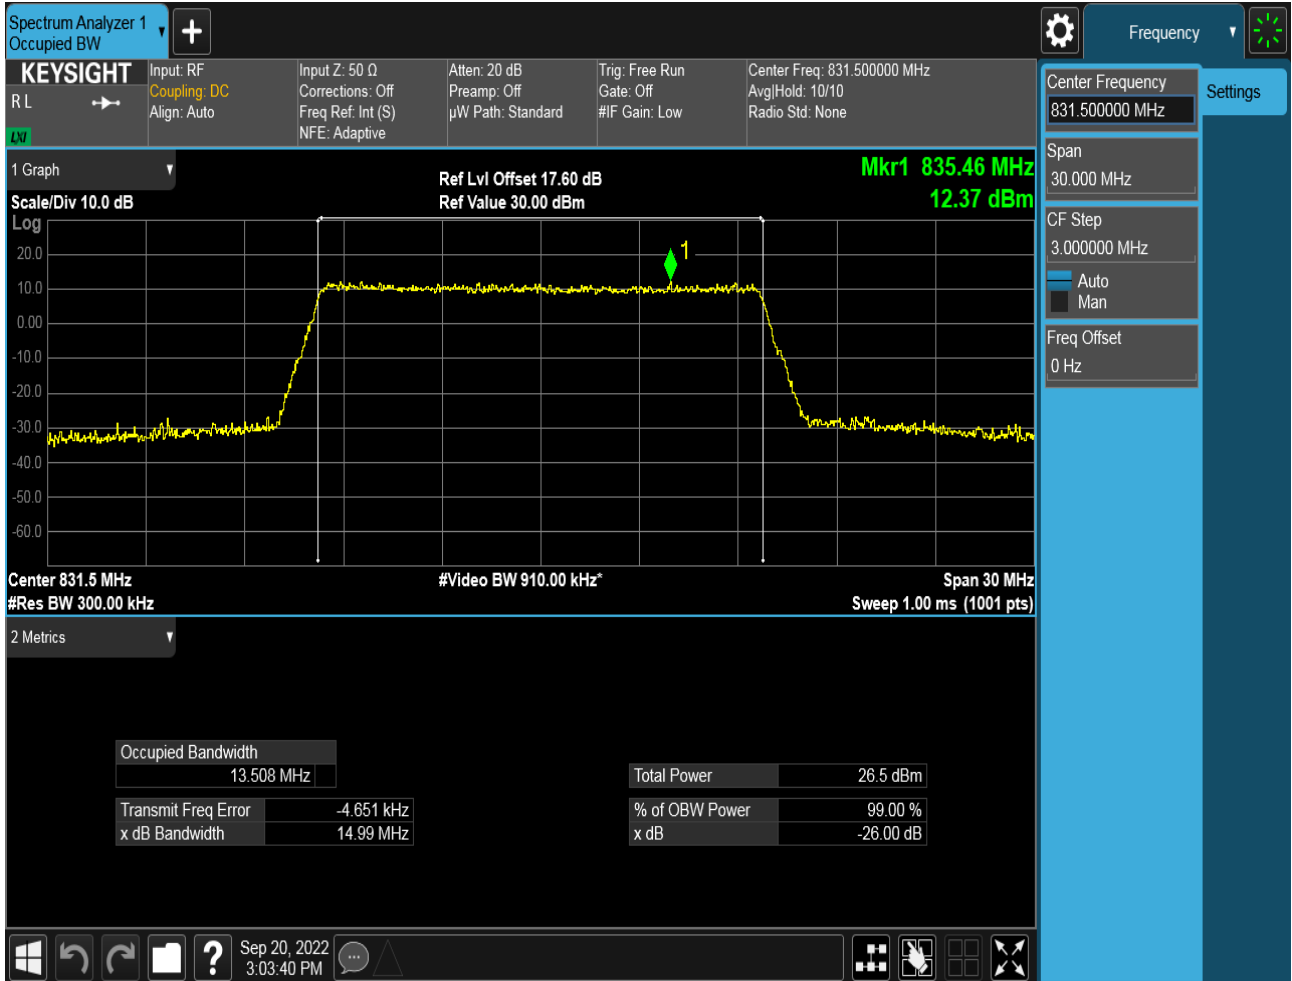 Spectrum Analyzer 1
Occupied BW
Frequency
KEYSIGHT
R L
LXI
Input: RF
Coupling: DC
Align: Auto
Input Z: 50 Ω
Corrections: Off
Freq Ref: Int (S)
NFE: Adaptive
Atten: 20 dB
Preamp: Off
µW Path: Standard
Trig: Free Run
Gate: Off
#IF Gain: Low
Center Freq: 831.500000 MHz
Avg|Hold: 10/10
Radio Std: None
Center Frequency
831.500000 MHz
Settings
Span
30.000 MHz
CF Step
3.000000 MHz
Auto
Man
Freq Offset
0 Hz
1 Graph
Ref Lvl Offset 17.60 dB
Mkr1 835.46 MHz
Scale/Div 10.0 dB
Ref Value 30.00 dBm
12.37 dBm
Log
1
20.0
10.0
0.00
-10.0
-20.0
-30.0
-40.0
-50.0
-60.0
Center 831.5 MHz
#Video BW 910.00 kHz*
Span 30 MHz
#Res BW 300.00 kHz
Sweep 1.00 ms (1001 pts)
2 Metrics
Occupied Bandwidth
13.508 MHz
Total Power 26.5 dBm
Transmit Freq Error -4.651 kHz
% of OBW Power 99.00 %
x dB Bandwidth 14.99 MHz
x dB -26.00 dB
?
Sep 20, 2022
3:03:40 PM